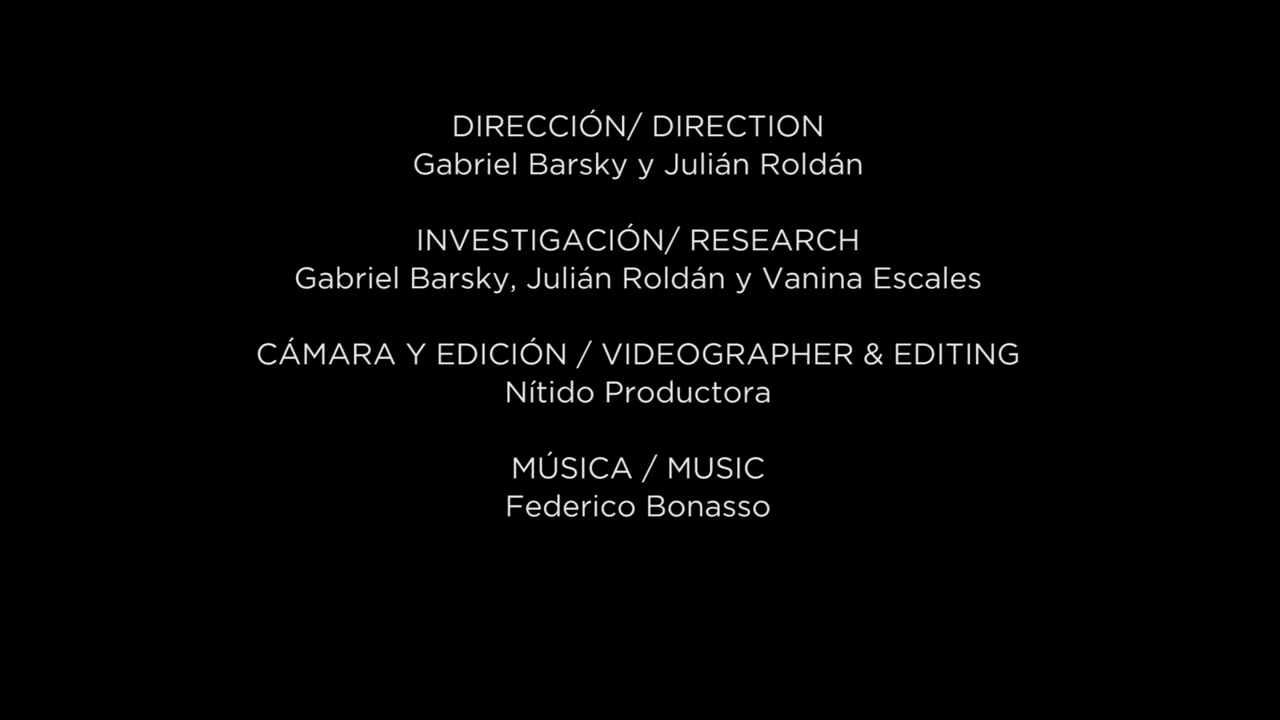 DIRECCIÓN/ DIRECTION
Gabriel Barsky y Julián Roldán
INVESTIGACIÓN/ RESEARCH
Gabriel Barsky, Julián Roldán y Vanina Escales
CÁMARA Y EDICIÓN / VIDEOGRAPHER & EDITING
Nítido Productora
MÚSICA / MUSIC
Federico Bonasso